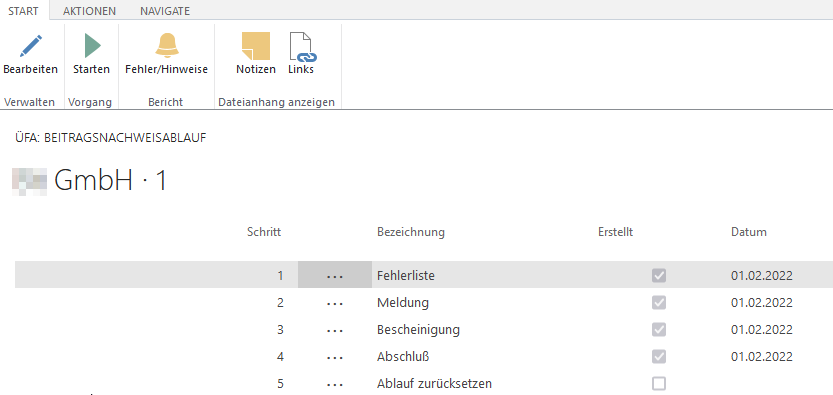 START AKTIONEN NAVIGATE
Bearbeiten Starten Fehler/Hinweise Notizen Links
Verwalten Vorgang Bericht Dateianhang anzeigen
ÜFA: BEITRAGSNACHWEISABLAUF
GmbH · 1
Schritt Bezeichnung Erstellt Datum
1 ... Fehlerliste 01.02.2022
2 ... Meldung 01.02.2022
3 ... Bescheinigung 01.02.2022
4 ... Abschluß 01.02.2022
5 ... Ablauf zurücksetzen